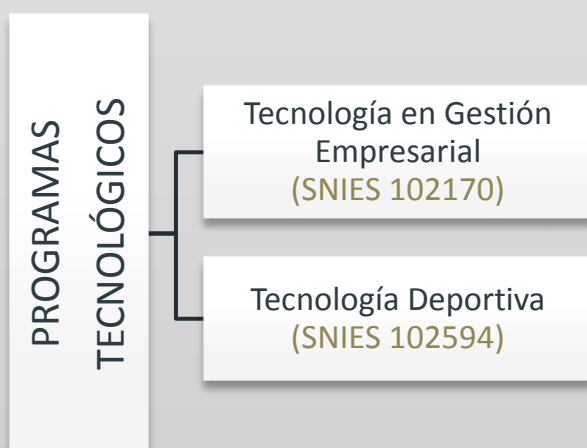 PROGRAMAS
TECNOLÓGICOS
Tecnología en Gestión
Empresarial
(SNIES 102170)
Tecnología Deportiva
(SNIES 102594)